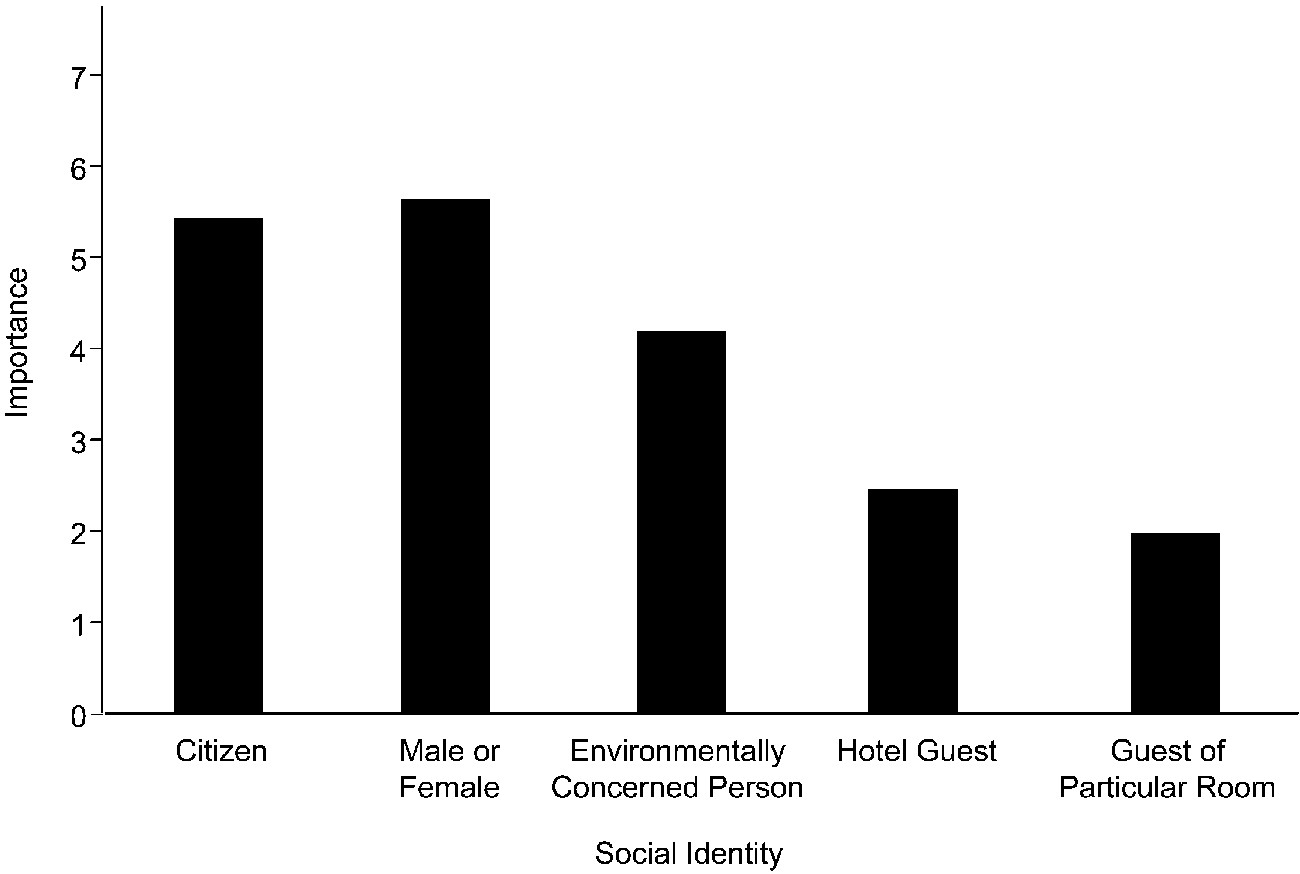 Importance
7
6
5
4
3
2
1
0
Citizen
Male or
Female
Environmentally
Concerned Person
Hotel Guest
Guest of
Particular Room
Social Identity